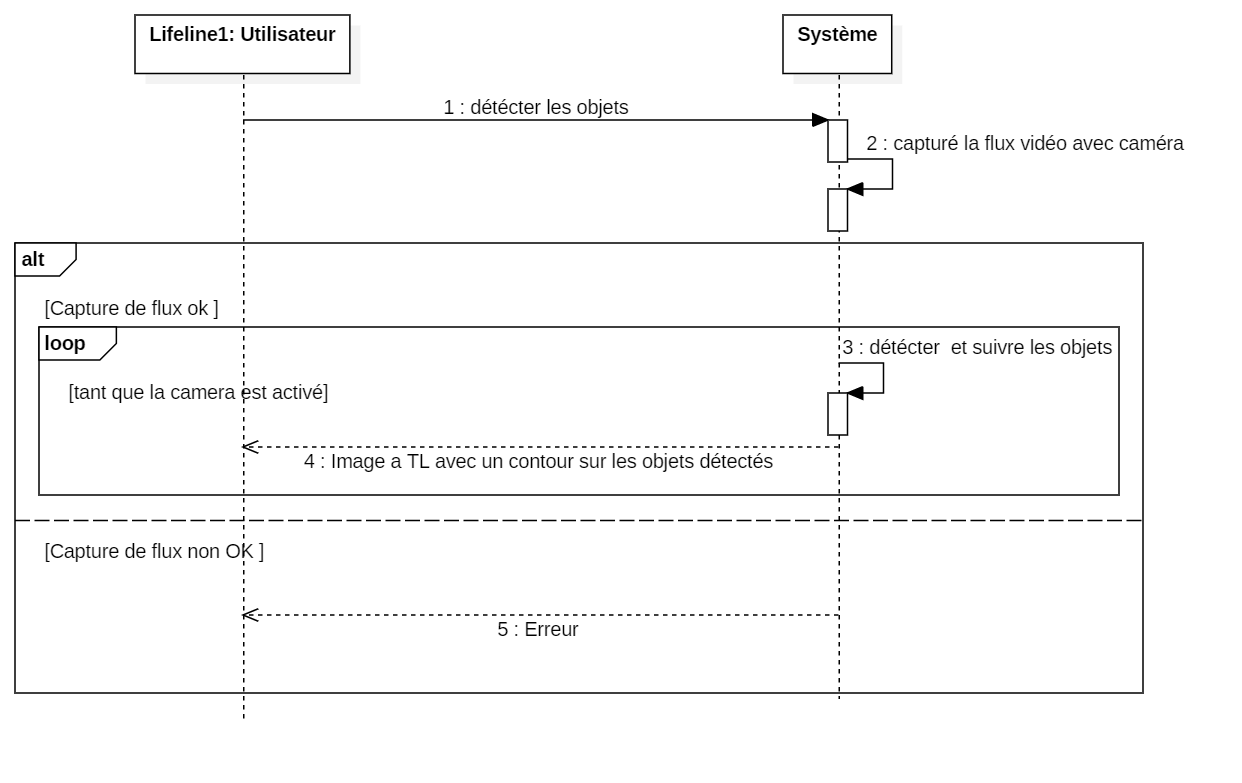 Lifeline1: Utilisateur
Système
1 : détécter les objets
2 : capturé la flux vidéo avec caméra
alt
[Capture de flux ok ]
loop
3 : détécter  et suivre les objets
[tant que la camera est activé]
4 : Image a TL avec un contour sur les objets détectés
[Capture de flux non OK ]
5 : Erreur